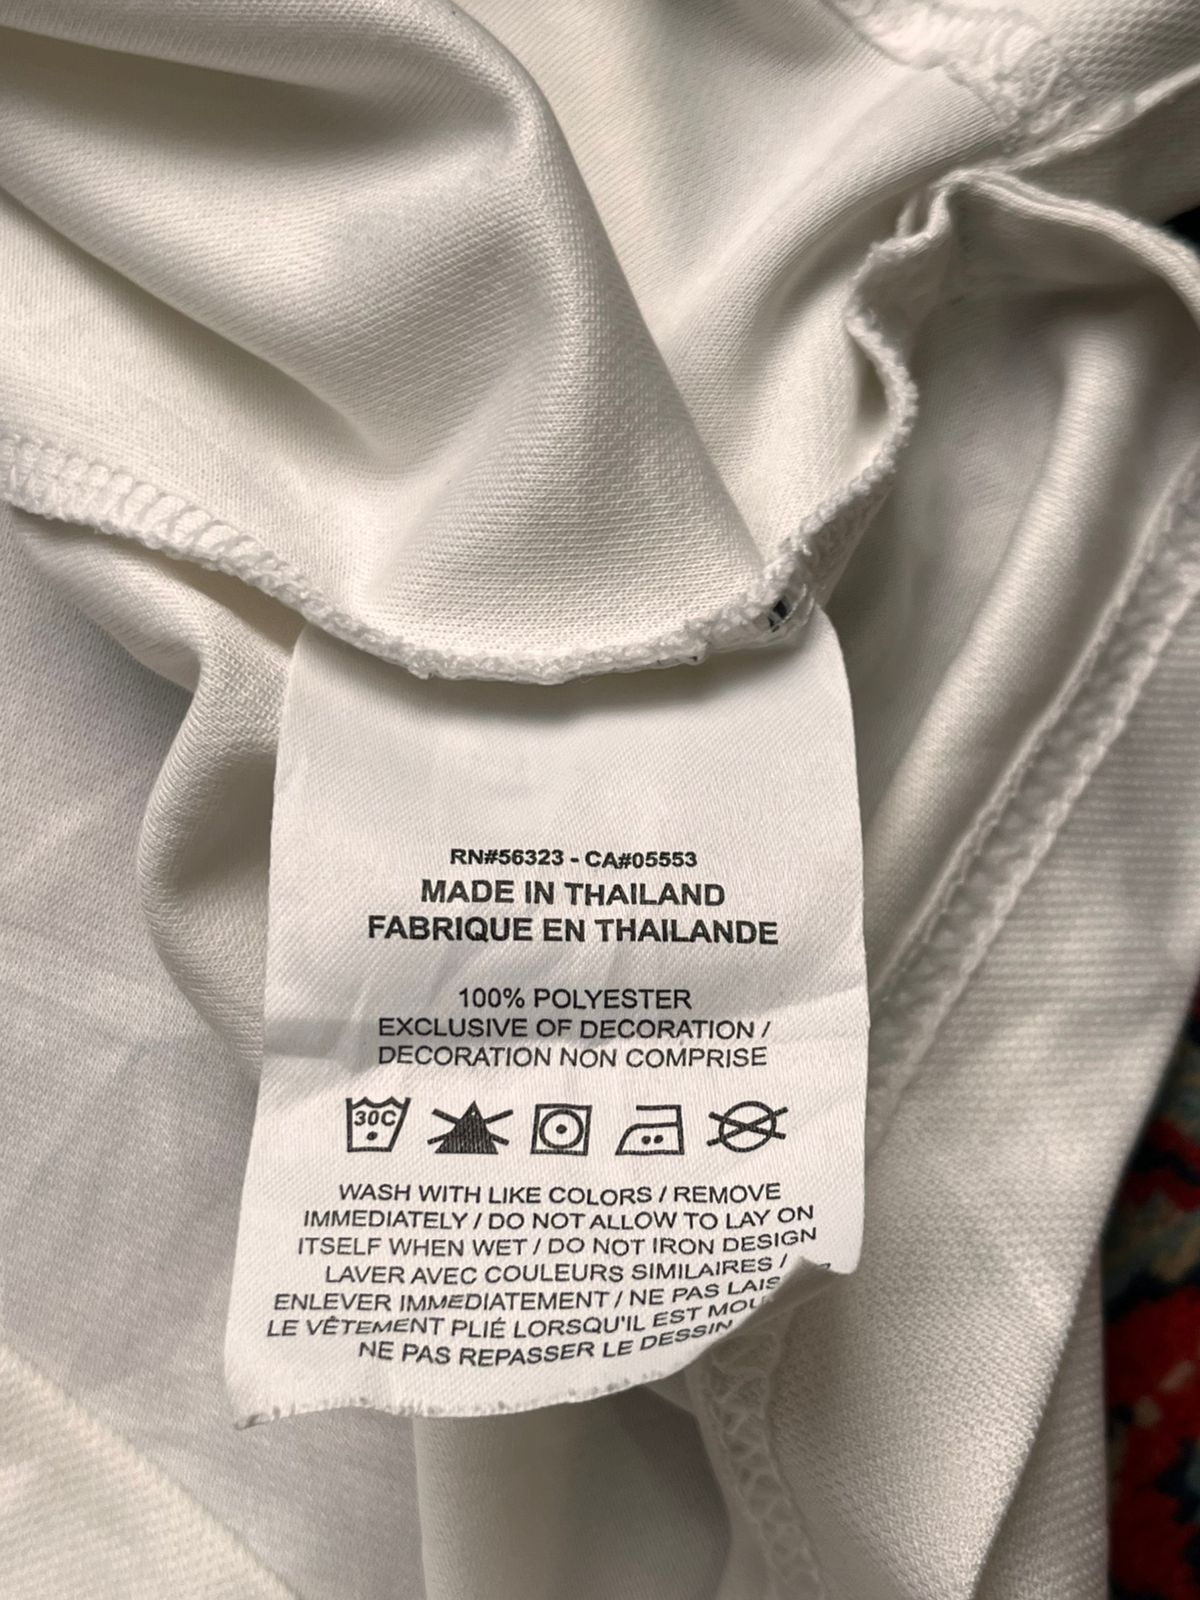 RN#56323 - CA#05553
MADE IN THAILAND
FABRIQUE EN THAILANDE
100% POLYESTER
EXCLUSIVE OF DECORATION /
DECORATION NON COMPRISE
30C
WASH WITH LIKE COLORS / REMOVE
IMMEDIATELY / DO NOT ALLOW TO LAY ON
ITSELF WHEN WET / DO NOT IRON DESIGN
LAVER AVEC COULEURS SIMILAIRES /
ENLEVER IMMEDIATEMENT / NE PAS
LE VÊTEMENT PLIÉ LORSQU'IL EST
NE PAS REPASSER LE DESSIN